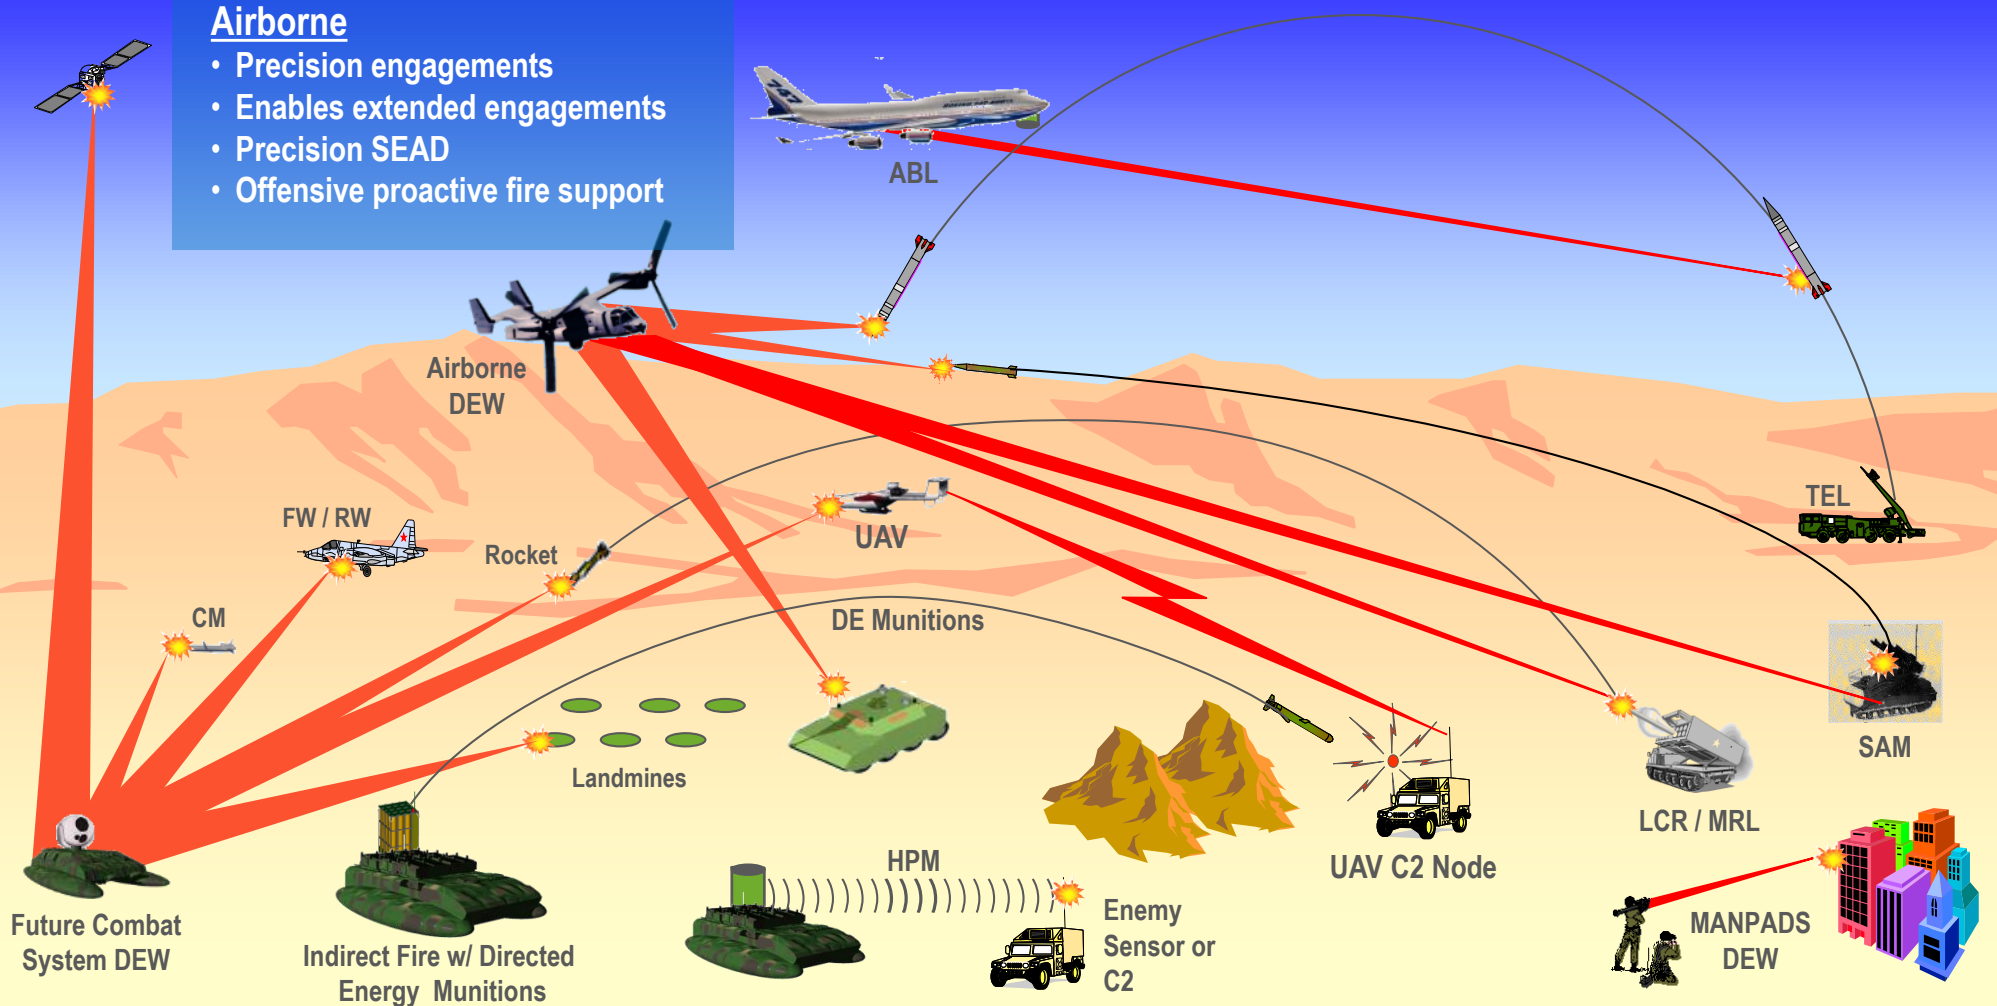 Airborne
• Precision engagements
• Enables extended engagements
• Precision SEAD
• Offensive proactive fire support
747
ABL
Airborne
DEW
TEL
FW / RW
UAV
Rocket
CM
DE Munitions
Landmines
SAM
LCR / MRL
HPM
UAV C2 Node
Enemy
Sensor or
C2
MANPADS
DEW
Future Combat
System DEW
Indirect Fire w/ Directed
Energy Munitions